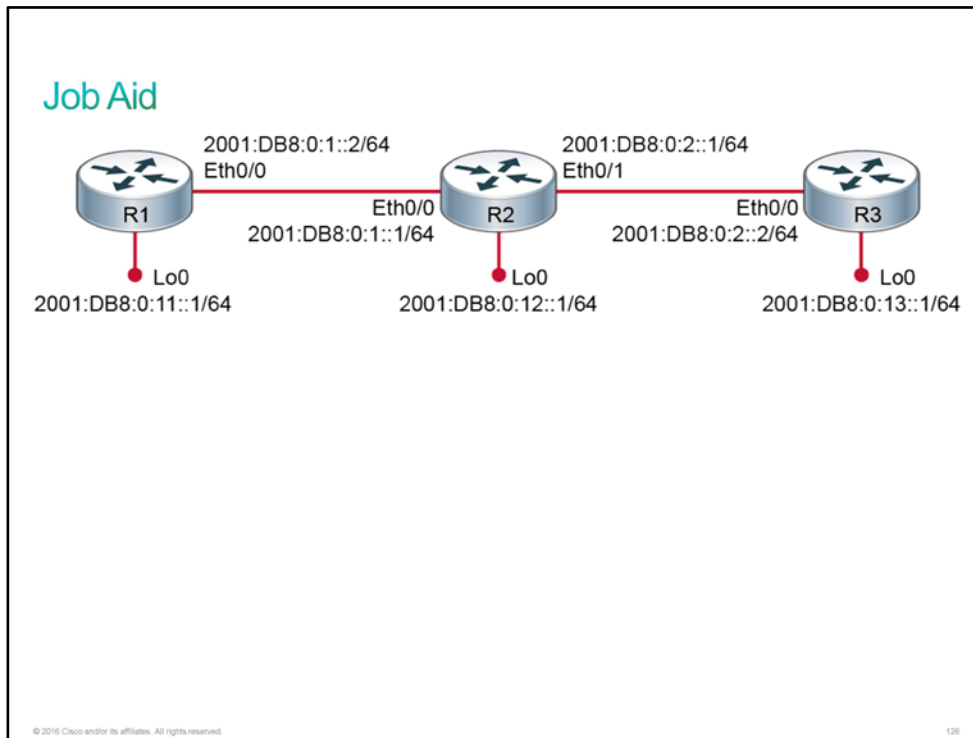 Job Aid
2001:DB8:0:1::2/64
Eth0/0
2001:DB8:0:2::1/64
Eth0/1
R1
Eth0/0
2001:DB8:0:1::1/64
R2
Eth0/0
2001:DB8:0:2::2/64
R3
Lo0
2001:DB8:0:11::1/64
Lo0
2001:DB8:0:12::1/64
Lo0
2001:DB8:0:13::1/64
© 2016 Cisco and/or its affiliates. All rights reserved.
126